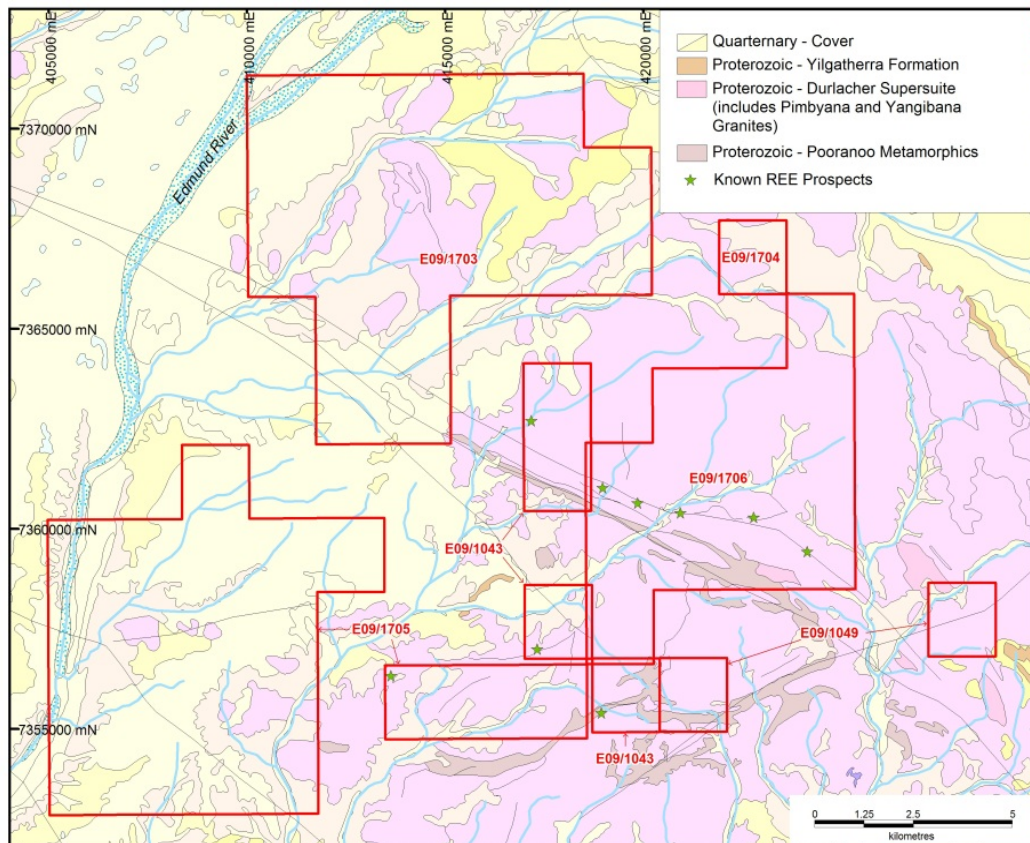 405000 mE
410000 mE
415000 mE
420000 mE
Quaternary - Cover
Proterozoic - Yilgatherra Formation
Proterozoic - Durlacher Supersuite
(includes Pimbyana and Yangibana
Granites)
Proterozoic - Pooranoo Metamorphics
Known REE Prospects
7370000 mN
Edmund River
E09/1703
E09/1704
7365000 mN
E09/1706
7360000 mN
E09/1043
E09/1705
E09/1049
7355000 mN
E09/1043
0 1.25 2.5 5
kilometres